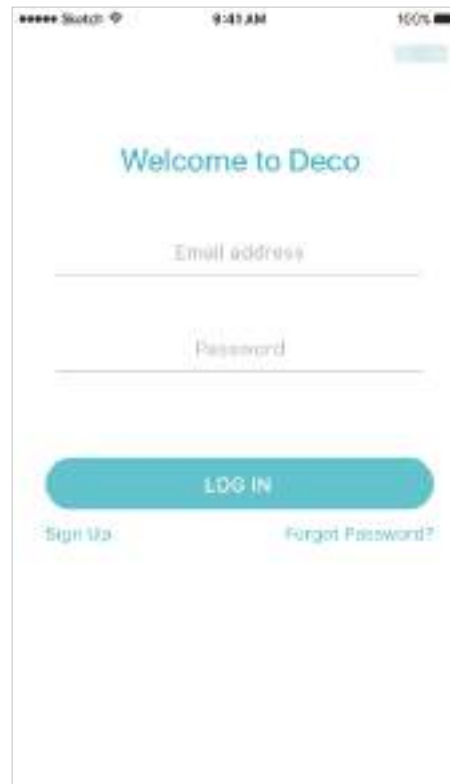 Sketch 9:41 AM 100%
Welcome to Deco
Email address
Password
LOG IN
Sign Up
Forgot Password?